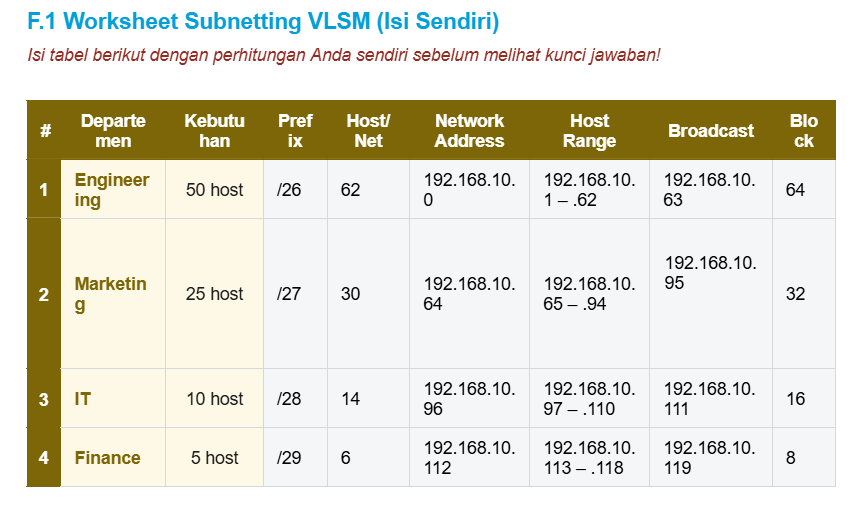 F.1 Worksheet Subnetting VLSM (Isi Sendiri)
Isi tabel berikut dengan perhitungan Anda sendiri sebelum melihat kunci jawaban!
# Departe Kebutu Pref Host/ Network Host Broadcast Blo
men han ix Net Address Range ck
1 Engineer 50 host /26 62 192.168.10. 192.168.10. 192.168.10. 64
ing 0 1 – .62 63
2 Marketin 25 host /27 30 192.168.10. 192.168.10. 192.168.10. 32
g 64 65 – .94 95
3 IT 10 host /28 14 192.168.10. 192.168.10. 192.168.10. 16
96 97 – .110 111
4 Finance 5 host /29 6 192.168.10. 192.168.10. 192.168.10. 8
112 113 – .118 119